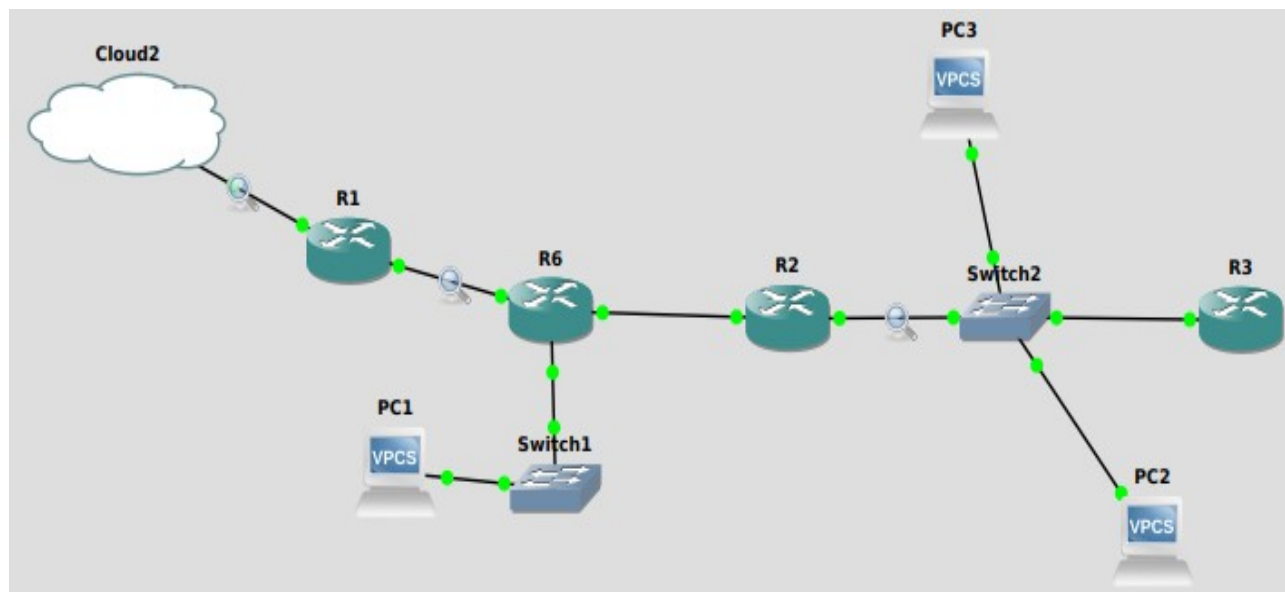 Cloud2
PC3
VPCS
R1
R6
R2
Switch2
R3
PC1
VPCS
Switch1
PC2
VPCS